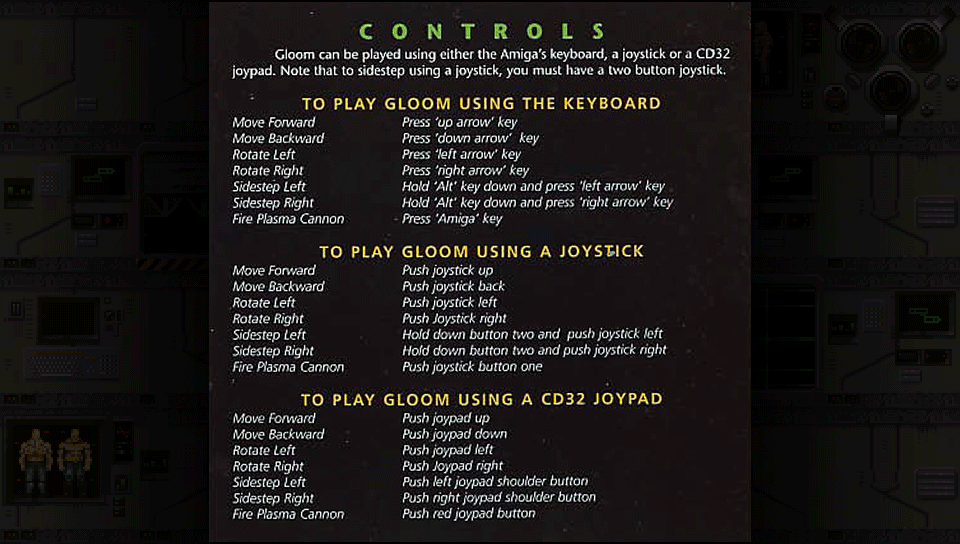 CONTROLS
Gloom can be played using either the Amiga's keyboard, a joystick or a CD32
joypad. Note that to sidestep using a joystick, you must have a two button joystick.
TO PLAY GLOOM USING THE KEYBOARD
Move Forward Press 'up arrow' key
Move Backward Press 'down arrow' key
Rotate Left Press 'left arrow' key
Rotate Right Press 'right arrow' key
Sidestep Left Hold 'Alt' key down and press 'left arrow' key
Sidestep Right Hold 'Alt' key down and press 'right arrow' key
Fire Plasma Cannon Press 'Amiga' key
TO PLAY GLOOM USING A JOYSTICK
Move Forward Push joystick up
Move Backward Push joystick back
Rotate Left Push joystick left
Rotate Right Push Joystick right
Sidestep Left Hold down button two and push joystick left
Sidestep Right Hold down button two and push joystick right
Fire Plasma Cannon Push joystick button one
TO PLAY GLOOM USING A CD32 JOYPAD
Move Forward Push joypad up
Move Backward Push joypad down
Rotate Left Push joypad left
Rotate Right Push Joypad right
Sidestep Left Push left joypad shoulder button
Sidestep Right Push right joypad shoulder button
Fire Plasma Cannon Push red joypad button